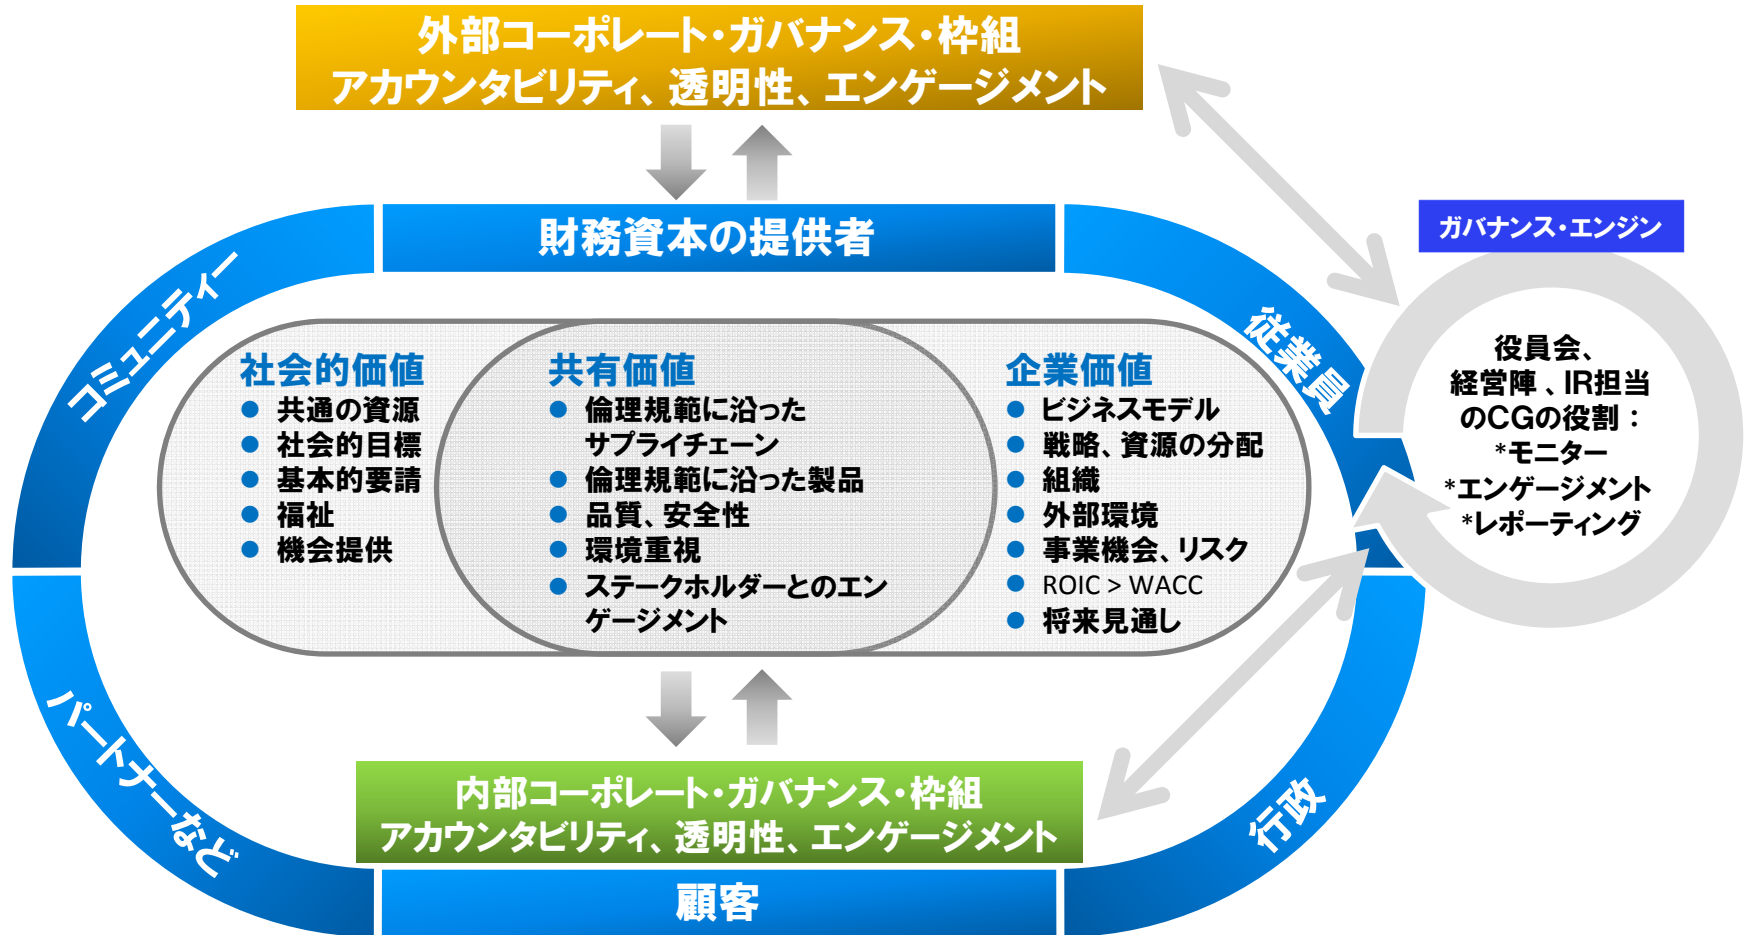 外部コーポレート・ガバナンス・枠組
アカウンタビリティ、透明性、エンゲージメント
財務資本の提供者
ガバナンス・エンジン
コミュニティー
従業員
役員会、
経営陣、IR担当
のCGの役割：
*モニター
*エンゲージメント
*レポーティング
社会的価値
● 共通の資源
● 社会的目標
● 基本的要請
● 福祉
● 機会提供
共有価値
● 倫理規範に沿った
サプライチェーン
● 倫理規範に沿った製品
● 品質、安全性
● 環境重視
● ステークホルダーとのエン
ゲージメント
企業価値
● ビジネスモデル
● 戦略、資源の分配
● 組織
● 外部環境
● 事業機会、リスク
● ROIC > WACC
● 将来見通し
パートナーなど
行政
内部コーポレート・ガバナンス・枠組
アカウンタビリティ、透明性、エンゲージメント
顧客